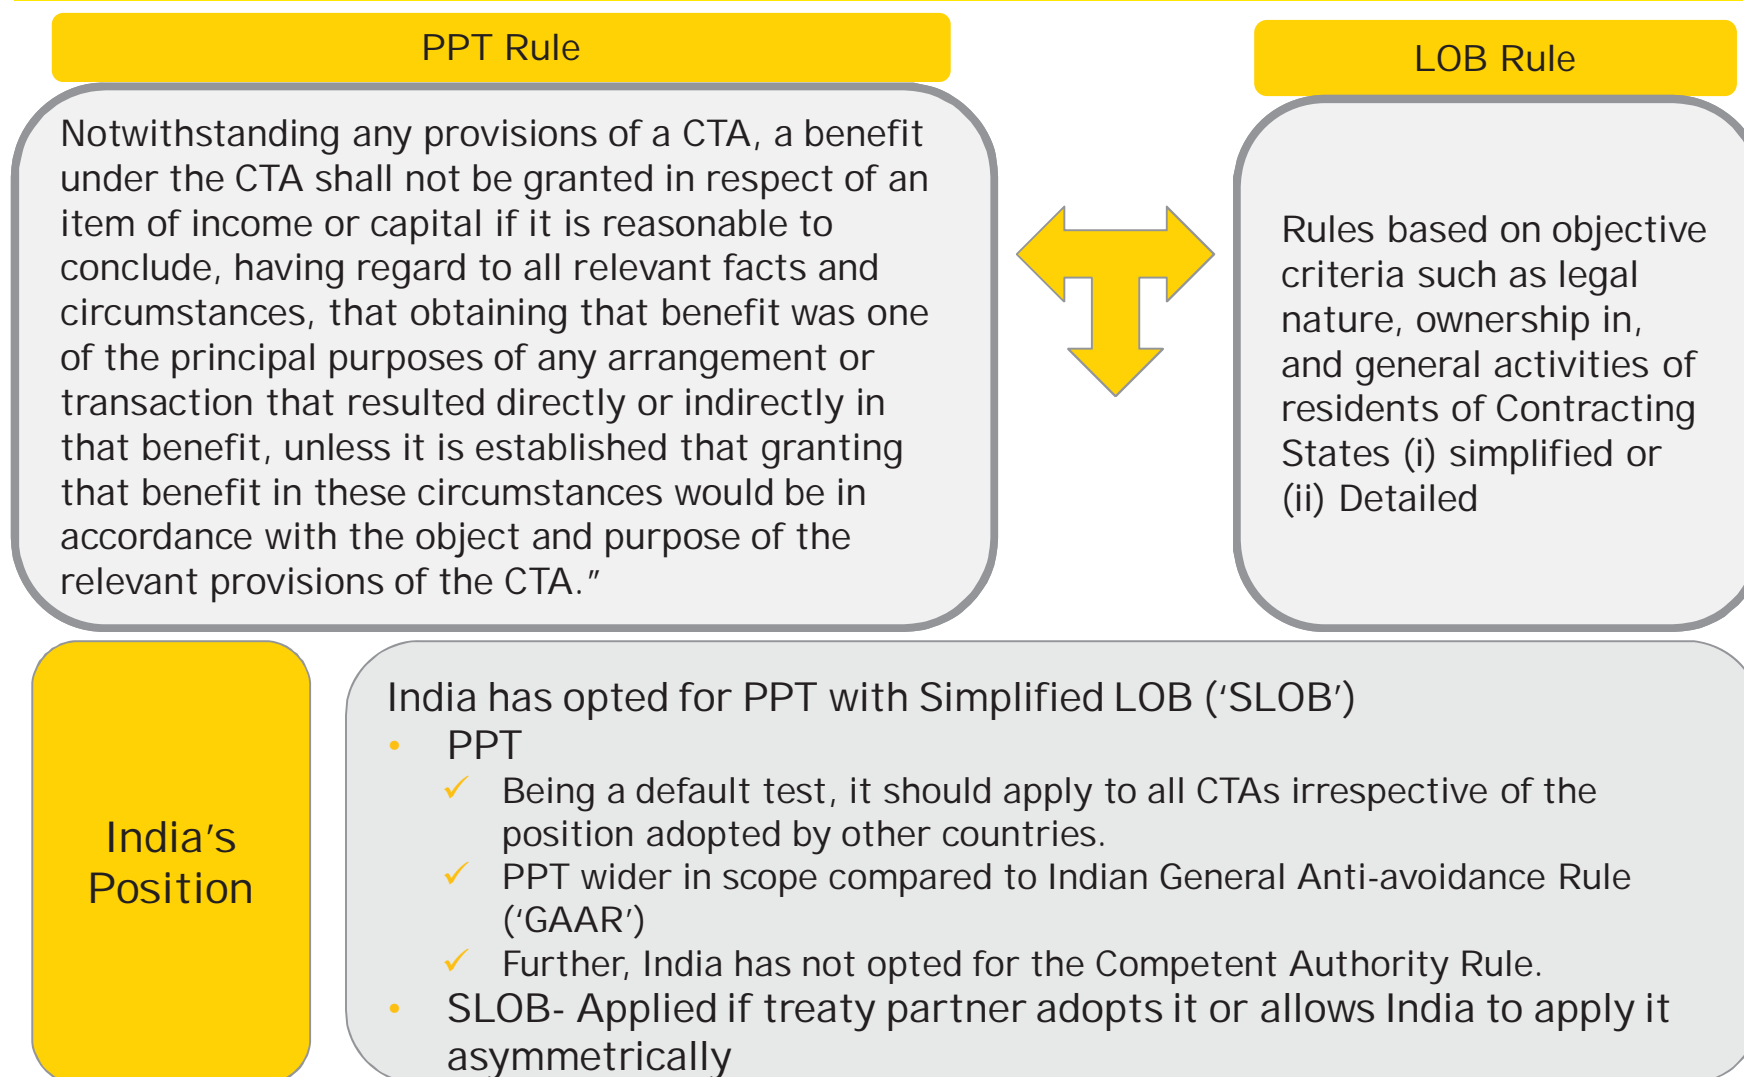 PPT Rule
Notwithstanding any provisions of a CTA, a benefit
under the CTA shall not be granted in respect of an
item of income or capital if it is reasonable to
conclude, having regard to all relevant facts and
circumstances, that obtaining that benefit was one
of the principal purposes of any arrangement or
transaction that resulted directly or indirectly in
that benefit, unless it is established that granting
that benefit in these circumstances would be in
accordance with the object and purpose of the
relevant provisions of the CTA.”
LOB Rule
Rules based on objective
criteria such as legal
nature, ownership in,
and general activities of
residents of Contracting
States (i) simplified or
(ii) Detailed
India’s
Position
India has opted for PPT with Simplified LOB (‘SLOB’)
• PPT
✓ Being a default test, it should apply to all CTAs irrespective of the
position adopted by other countries.
✓ PPT wider in scope compared to Indian General Anti-avoidance Rule
(‘GAAR’)
✓ Further, India has not opted for the Competent Authority Rule.
• SLOB- Applied if treaty partner adopts it or allows India to apply it
asymmetrically